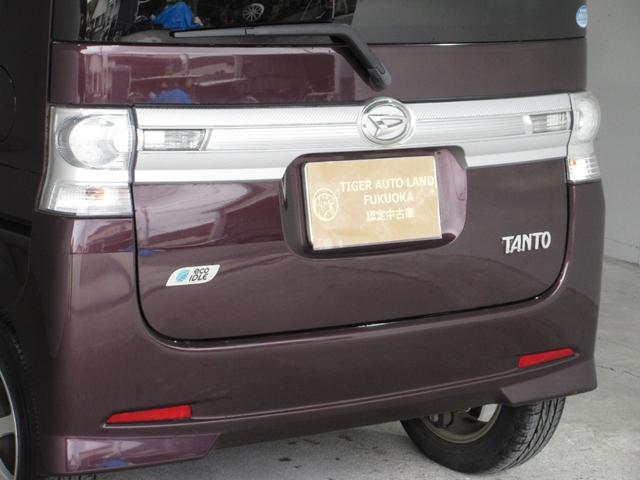 TIGER AUTO LAND
FUKUOKA
認定中古車
TANTO
eco
IDLE